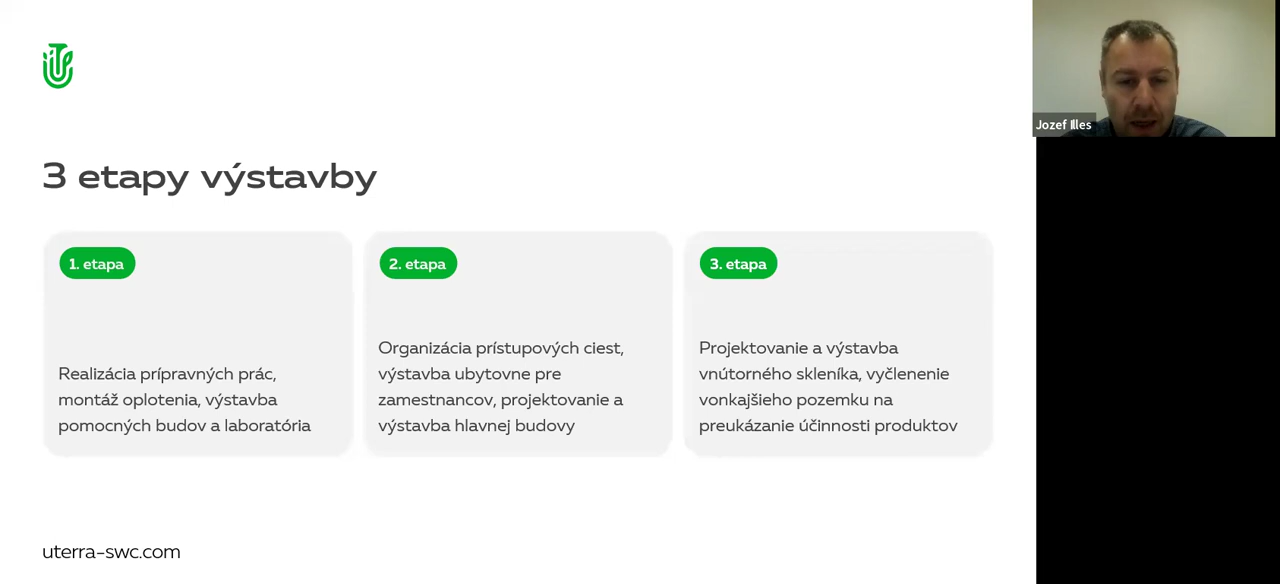 Jozef Illes
3 etapy výstavby
1. etapa
Realizácia prípravných prác,
montáž oplotenia, výstavba
pomocných budov a laboratória
2. etapa
Organizácia prístupových ciest,
výstavba ubytovne pre
zamestnancov, projektovanie a
výstavba hlavnej budovy
3. etapa
Projektovanie a výstavba
vnútorného skleníka, vyčlenenie
vonkajšieho pozemku na
preukázanie účinnosti produktov
uterra-swc.com